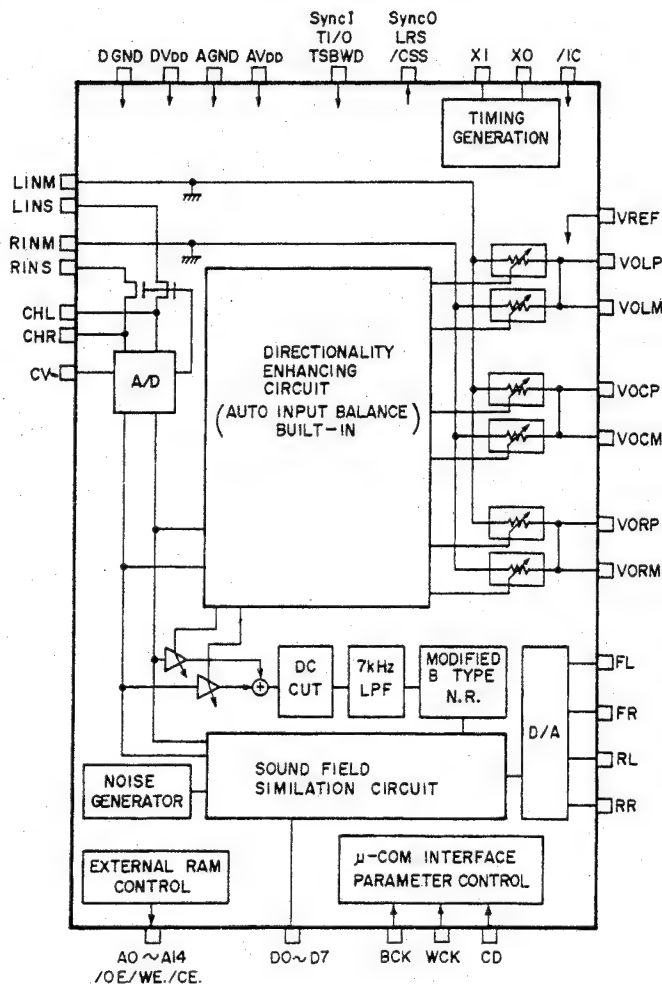 SyncI
TI/O
TSBWD
SyncO
LRS
/CSS
DGND DVDD AGND AVDD
XI XO /IC
TIMING
GENERATION
LINM
LINS
RINM
RINS
CHL
CHR
CV~
A/D
DIRECTIONALITY
ENHANCING
CIRCUIT
(AUTO INPUT BALANCE)
BUILT-IN
VREF
VOLP
VOLM
VOCP
VOCM
VORP
VORM
DC
CUT
7kHz
LPF
MODIFIED
B TYPE
N.R.
D/A
FL
FR
RL
RR
NOISE
GENERATOR
SOUND FIELD
SIMILATION CIRCUIT
EXTERNAL RAM
CONTROL
μ-COM INTERFACE
PARAMETER CONTROL
A0~A14
/OE/WE./CE.
D0~D7
BCK WCK CD